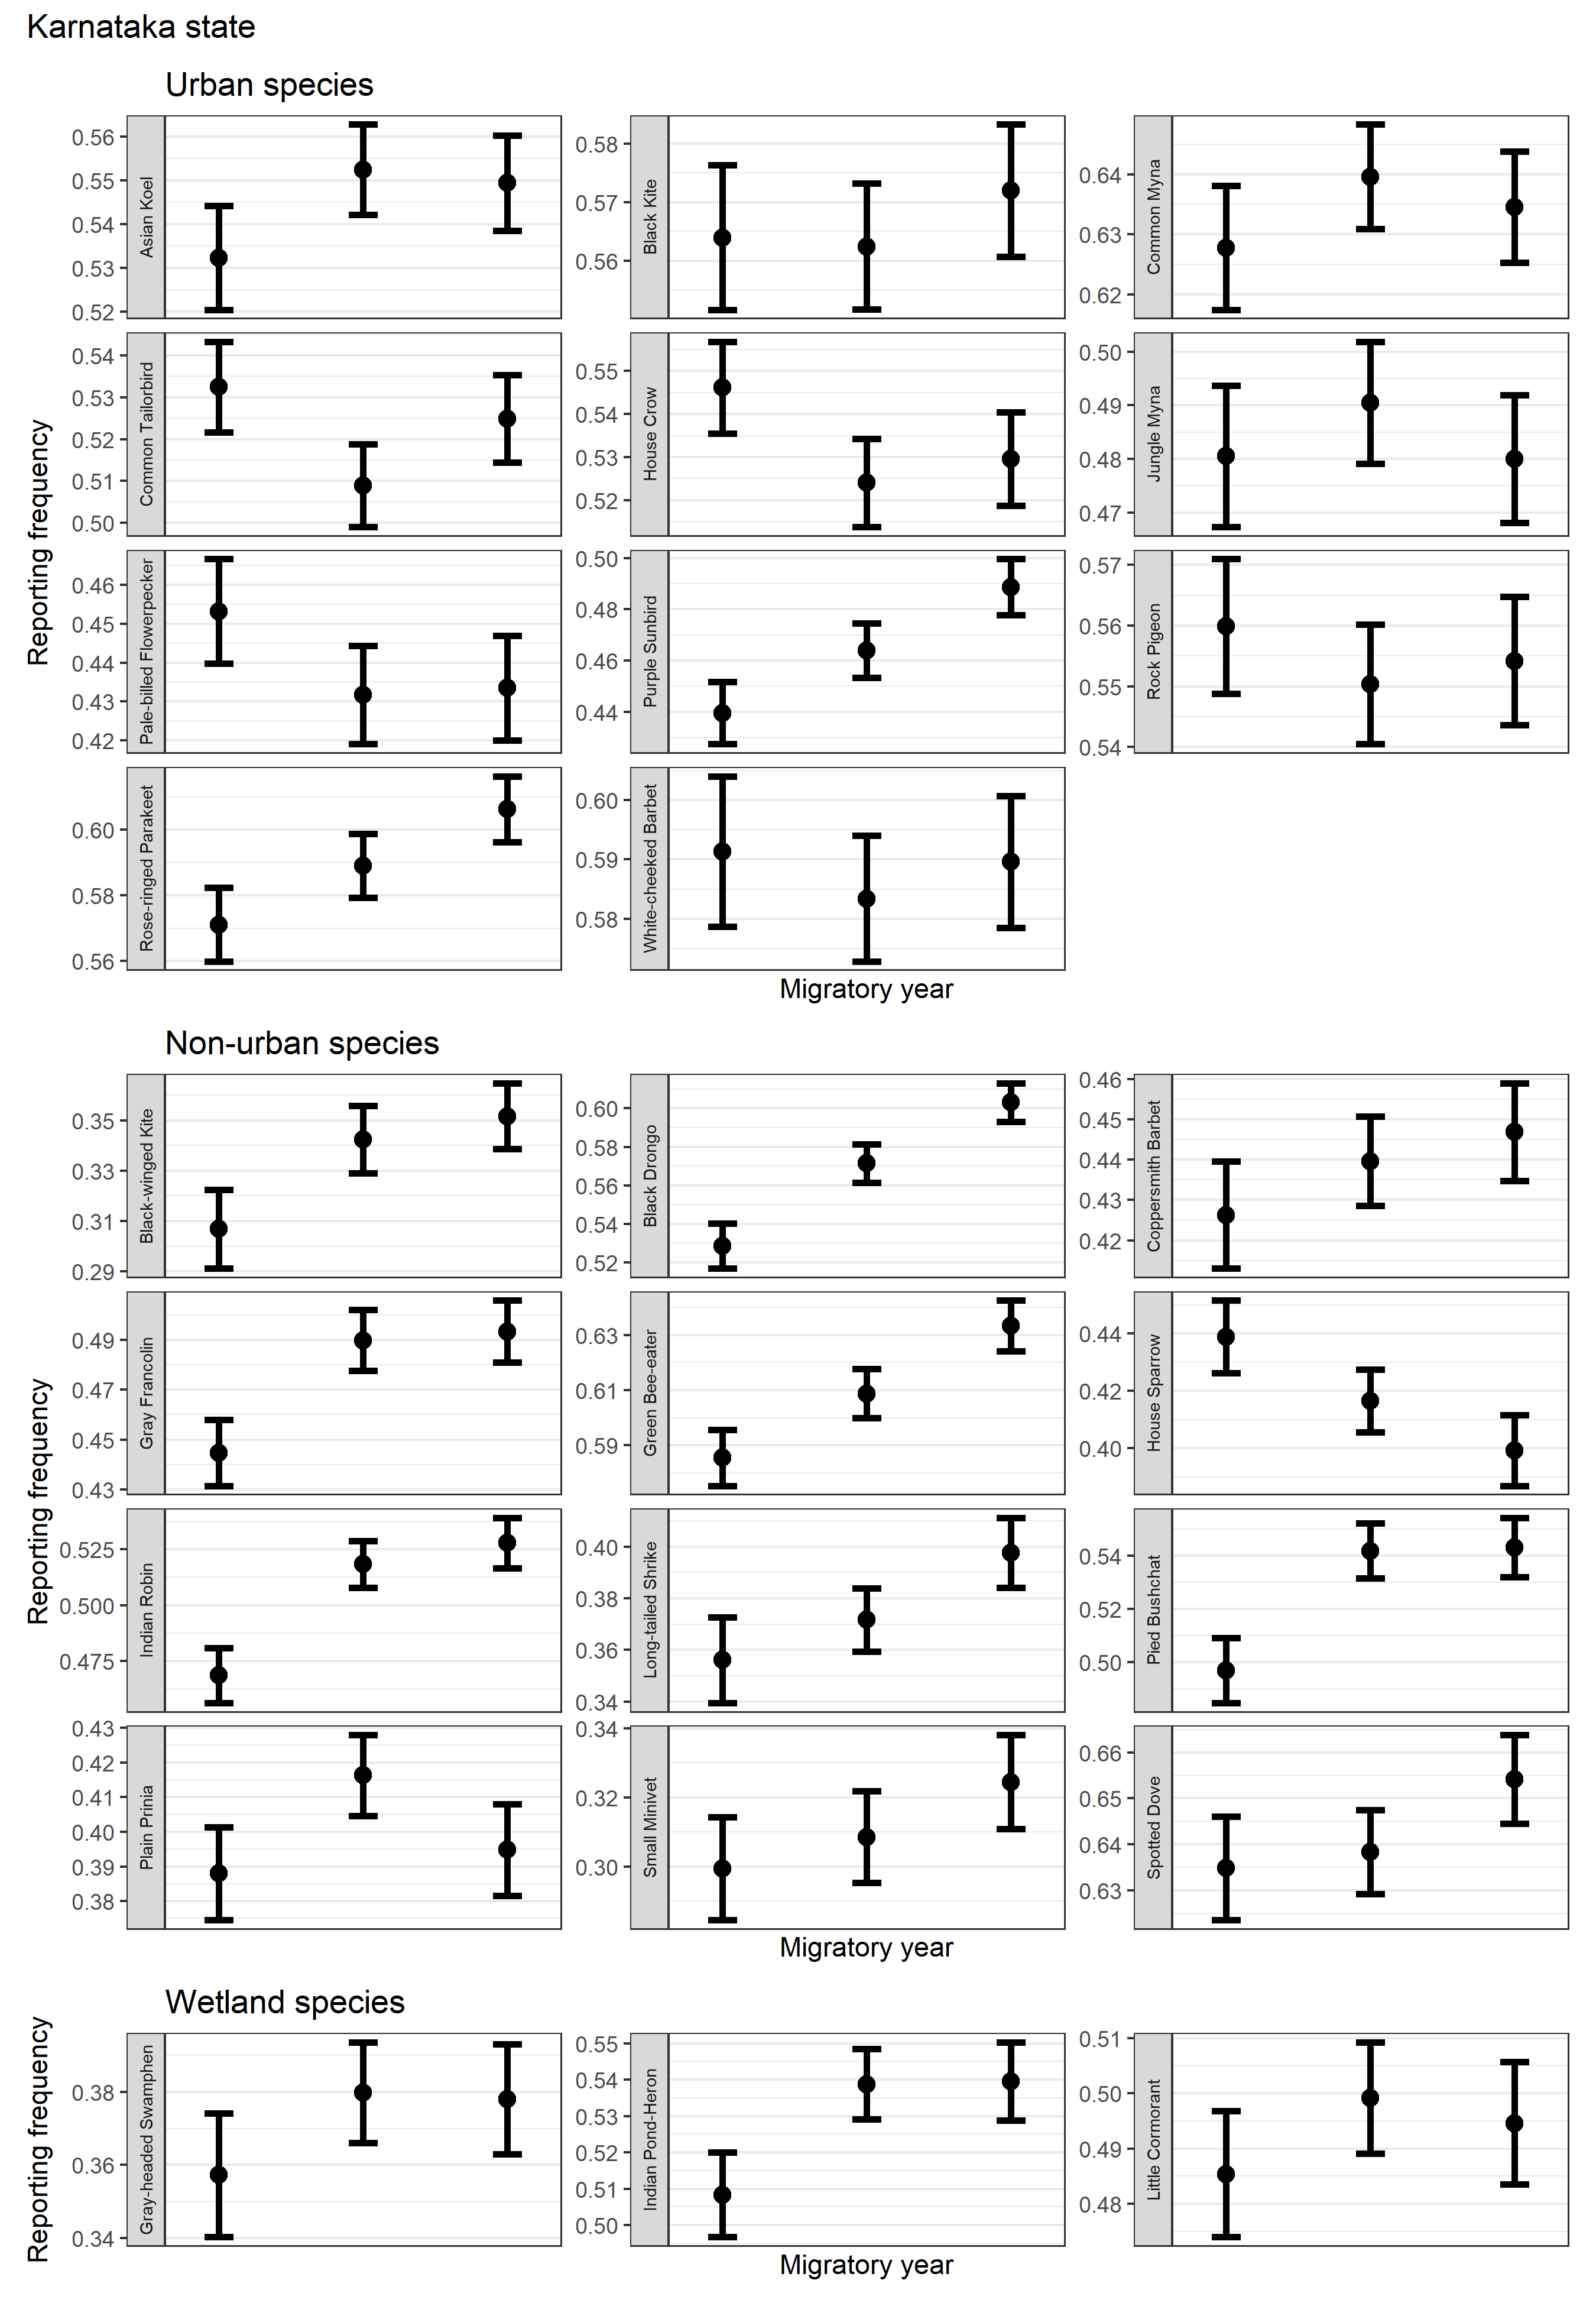 Karnataka state
Urban species
Reporting frequency
0.56
0.55
0.54
0.53
0.52
Asian Koel
0.58
0.57
0.56
Black Kite
0.64
0.63
0.62
Common Myna
0.54
0.53
0.52
0.51
0.50
Common Tailorbird
0.55
0.54
0.53
0.52
House Crow
0.50
0.49
0.48
0.47
Jungle Myna
0.46
0.45
0.44
0.43
0.42
Pale-billed Flowerpecker
0.50
0.48
0.46
0.44
Purple Sunbird
0.57
0.56
0.55
0.54
Rock Pigeon
0.60
0.58
0.56
Rose-ringed Parakeet
0.60
0.59
0.58
White-cheeked Barbet
Migratory year
Non-urban species
Reporting frequency
0.35
0.33
0.31
0.29
Black-winged Kite
0.60
0.58
0.56
0.54
0.52
Black Drongo
0.46
0.45
0.44
0.43
0.42
Coppersmith Barbet
0.49
0.47
0.45
0.43
Gray Francolin
0.63
0.61
0.59
Green Bee-eater
0.44
0.42
0.40
House Sparrow
0.525
0.500
0.475
Indian Robin
0.40
0.38
0.36
0.34
Long-tailed Shrike
0.54
0.52
0.50
Pied Bushchat
0.43
0.42
0.41
0.40
0.39
0.38
Plain Prinia
0.34
0.32
0.30
Small Minivet
0.66
0.65
0.64
0.63
Spotted Dove
Migratory year
Wetland species
Reporting frequency
0.38
0.36
0.34
Gray-headed Swamphen
0.55
0.54
0.53
0.52
0.51
0.50
Indian Pond-Heron
0.51
0.50
0.49
0.48
Little Cormorant
Migratory year